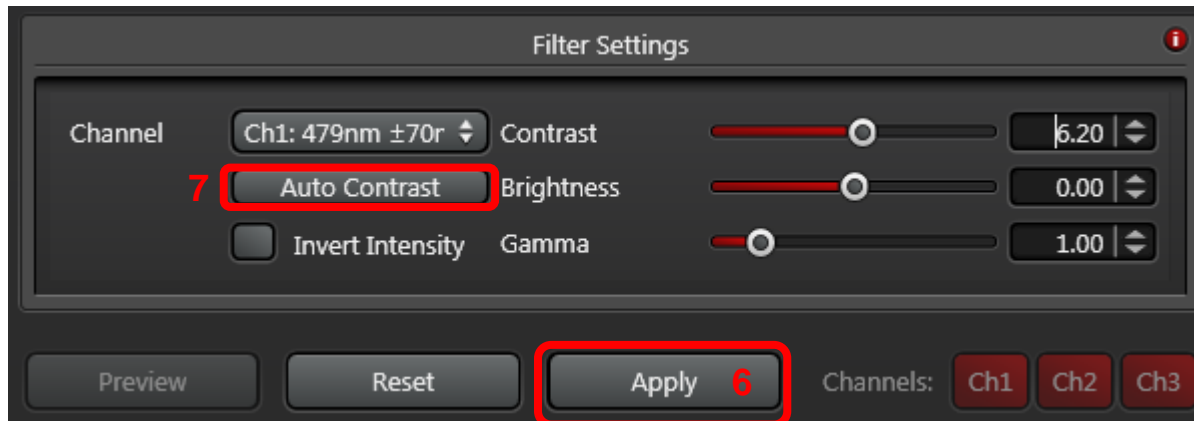 Filter Settings
i
Channel Ch1: 479nm ±70r Contrast 6.20
7 Auto Contrast Brightness 0.00
Invert Intensity Gamma 1.00
Preview Reset Apply 6 Channels: Ch1 Ch2 Ch3